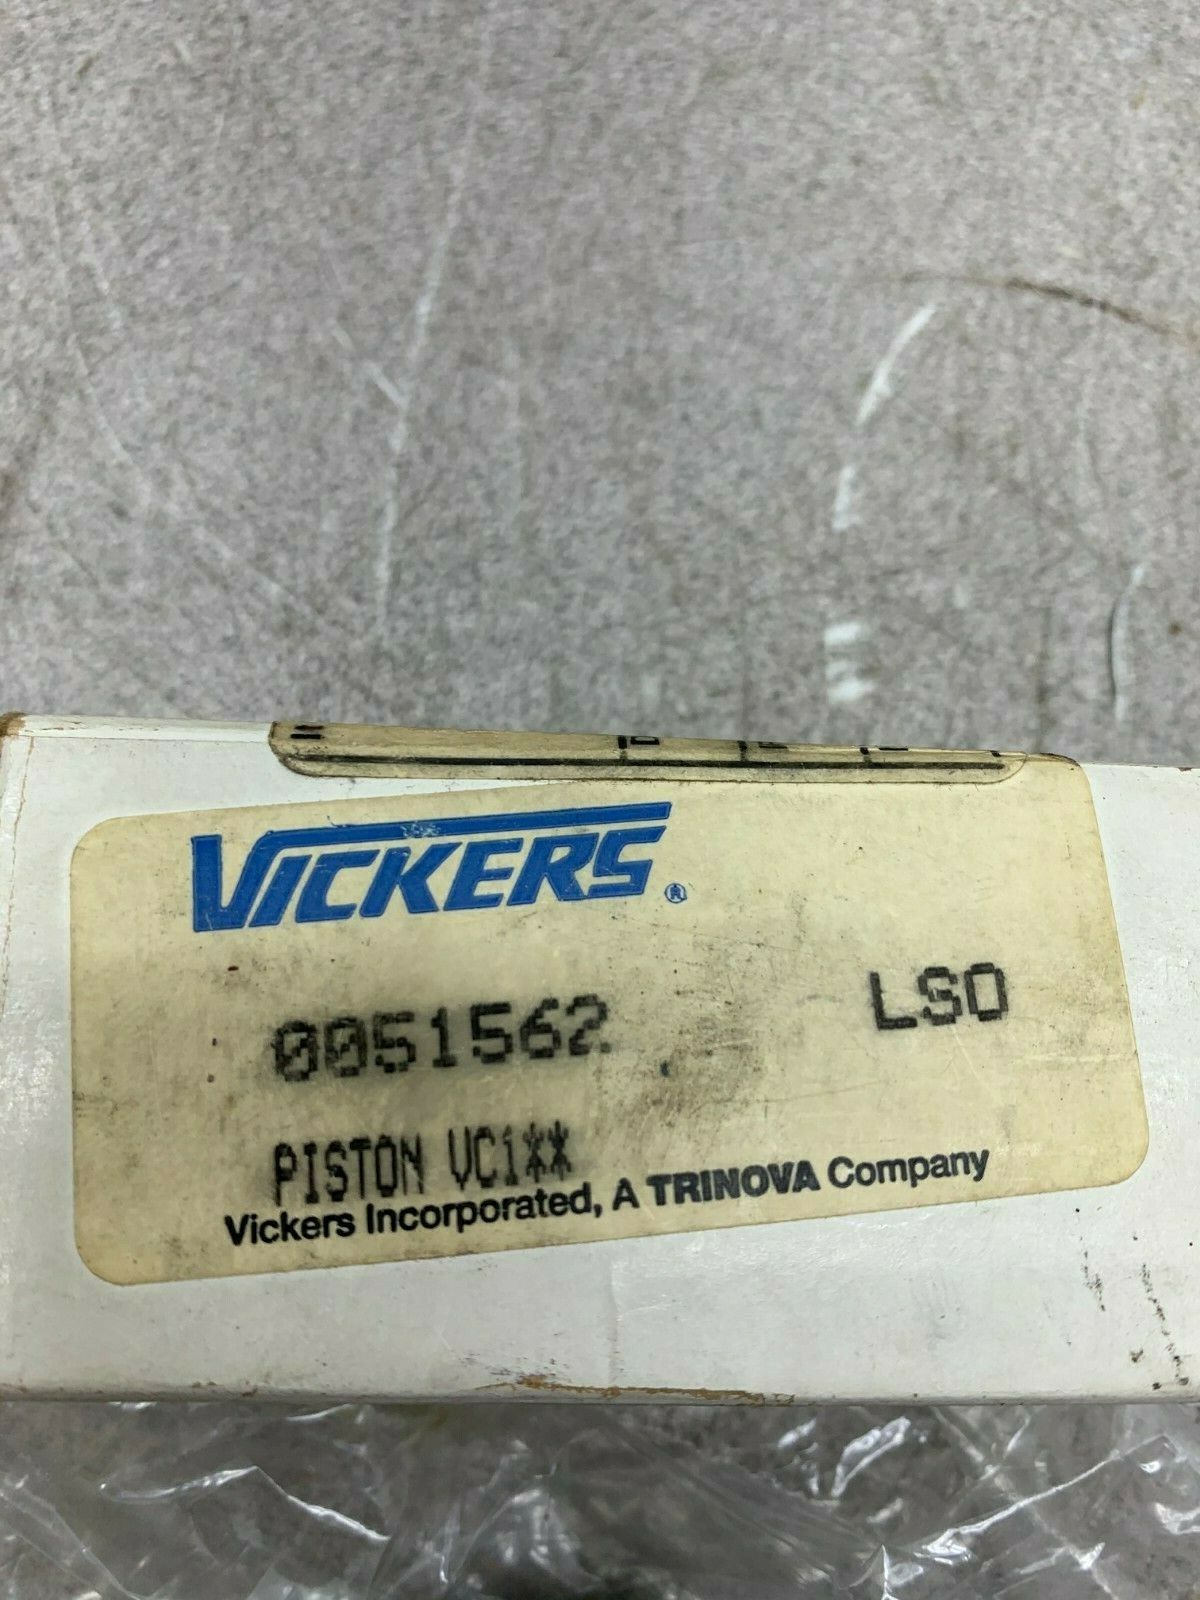 VICKERS ®
0051562 LSO
PISTON VC1**
Vickers Incorporated, A TRINOVA Company